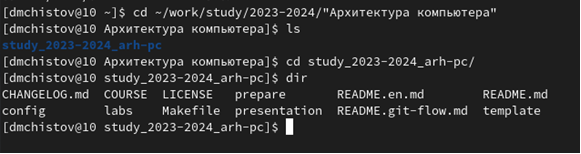 [dmchistov@10 ~]$ cd ~/work/study/2023-2024/"Архитектура компьютера"
[dmchistov@10 Архитектура компьютера]$ ls
study_2023-2024_arh-pc
[dmchistov@10 Архитектура компьютера]$ cd study_2023-2024_arh-pc/
[dmchistov@10 study_2023-2024_arh-pc]$ dir
CHANGELOG.md COURSE LICENSE prepare README.en.md README.md
config labs Makefile presentation README.git-flow.md template
[dmchistov@10 study_2023-2024_arh-pc]$